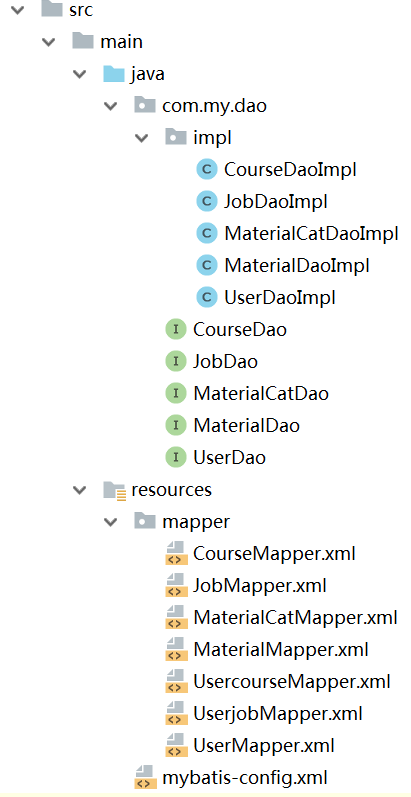 src
main
java
com.my.dao
impl
CourseDaoImpl
JobDaoImpl
MaterialCatDaoImpl
MaterialDaoImpl
UserDaoImpl
CourseDao
JobDao
MaterialCatDao
MaterialDao
UserDao
resources
mapper
CourseMapper.xml
JobMapper.xml
MaterialCatMapper.xml
MaterialMapper.xml
UsercourseMapper.xml
UserjobMapper.xml
UserMapper.xml
mybatis-config.xml